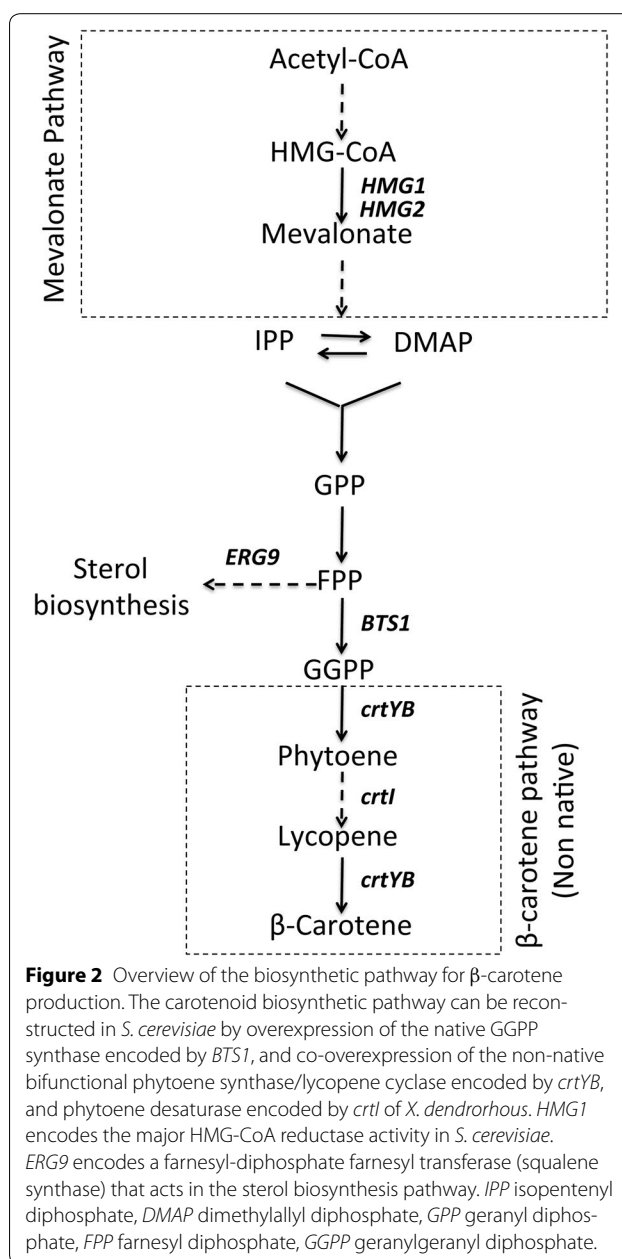 Mevalonate Pathway
Acetyl-CoA
HMG-CoA
HMG1
HMG2
Mevalonate
IPP DMAP
GPP
ERG9
Sterol
biosynthesis
FPP
BTS1
GGPP
crtYB
Phytoene
crtI
Lycopene
crtYB
β-Carotene
β-carotene pathway
(Non native)
Figure 2 Overview of the biosynthetic pathway for β-carotene
production. The carotenoid biosynthetic pathway can be recon-
structed in S. cerevisiae by overexpression of the native GGPP
synthase encoded by BTS1, and co-overexpression of the non-native
bifunctional phytoene synthase/lycopene cyclase encoded by crtYB,
and phytoene desaturase encoded by crtI of X. dendrorhous. HMG1
encodes the major HMG-CoA reductase activity in S. cerevisiae.
ERG9 encodes a farnesyl-diphosphate farnesyl transferase (squalene
synthase) that acts in the sterol biosynthesis pathway. IPP isopentenyl
diphosphate, DMAP dimethylallyl diphosphate, GPP geranyl diphos-
phate, FPP farnesyl diphosphate, GGPP geranylgeranyl diphosphate.